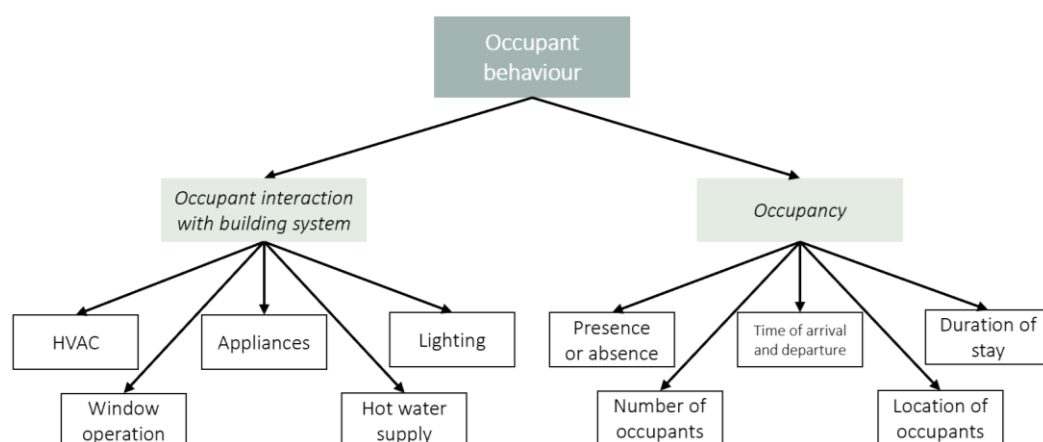 Occupant
behaviour
Occupant interaction
with building system
Occupancy
HVAC
Appliances
Lighting
Window
operation
Hot water
supply
Presence
or absence
Time of arrival
and departure
Duration of
stay
Number of
occupants
Location of
occupants